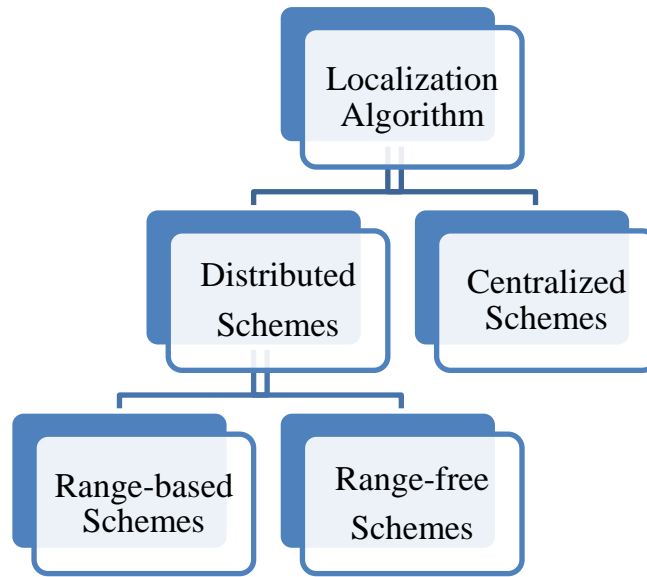 Localization
Algorithm
Distributed
Schemes
Centralized
Schemes
Range-based
Schemes
Range-free
Schemes